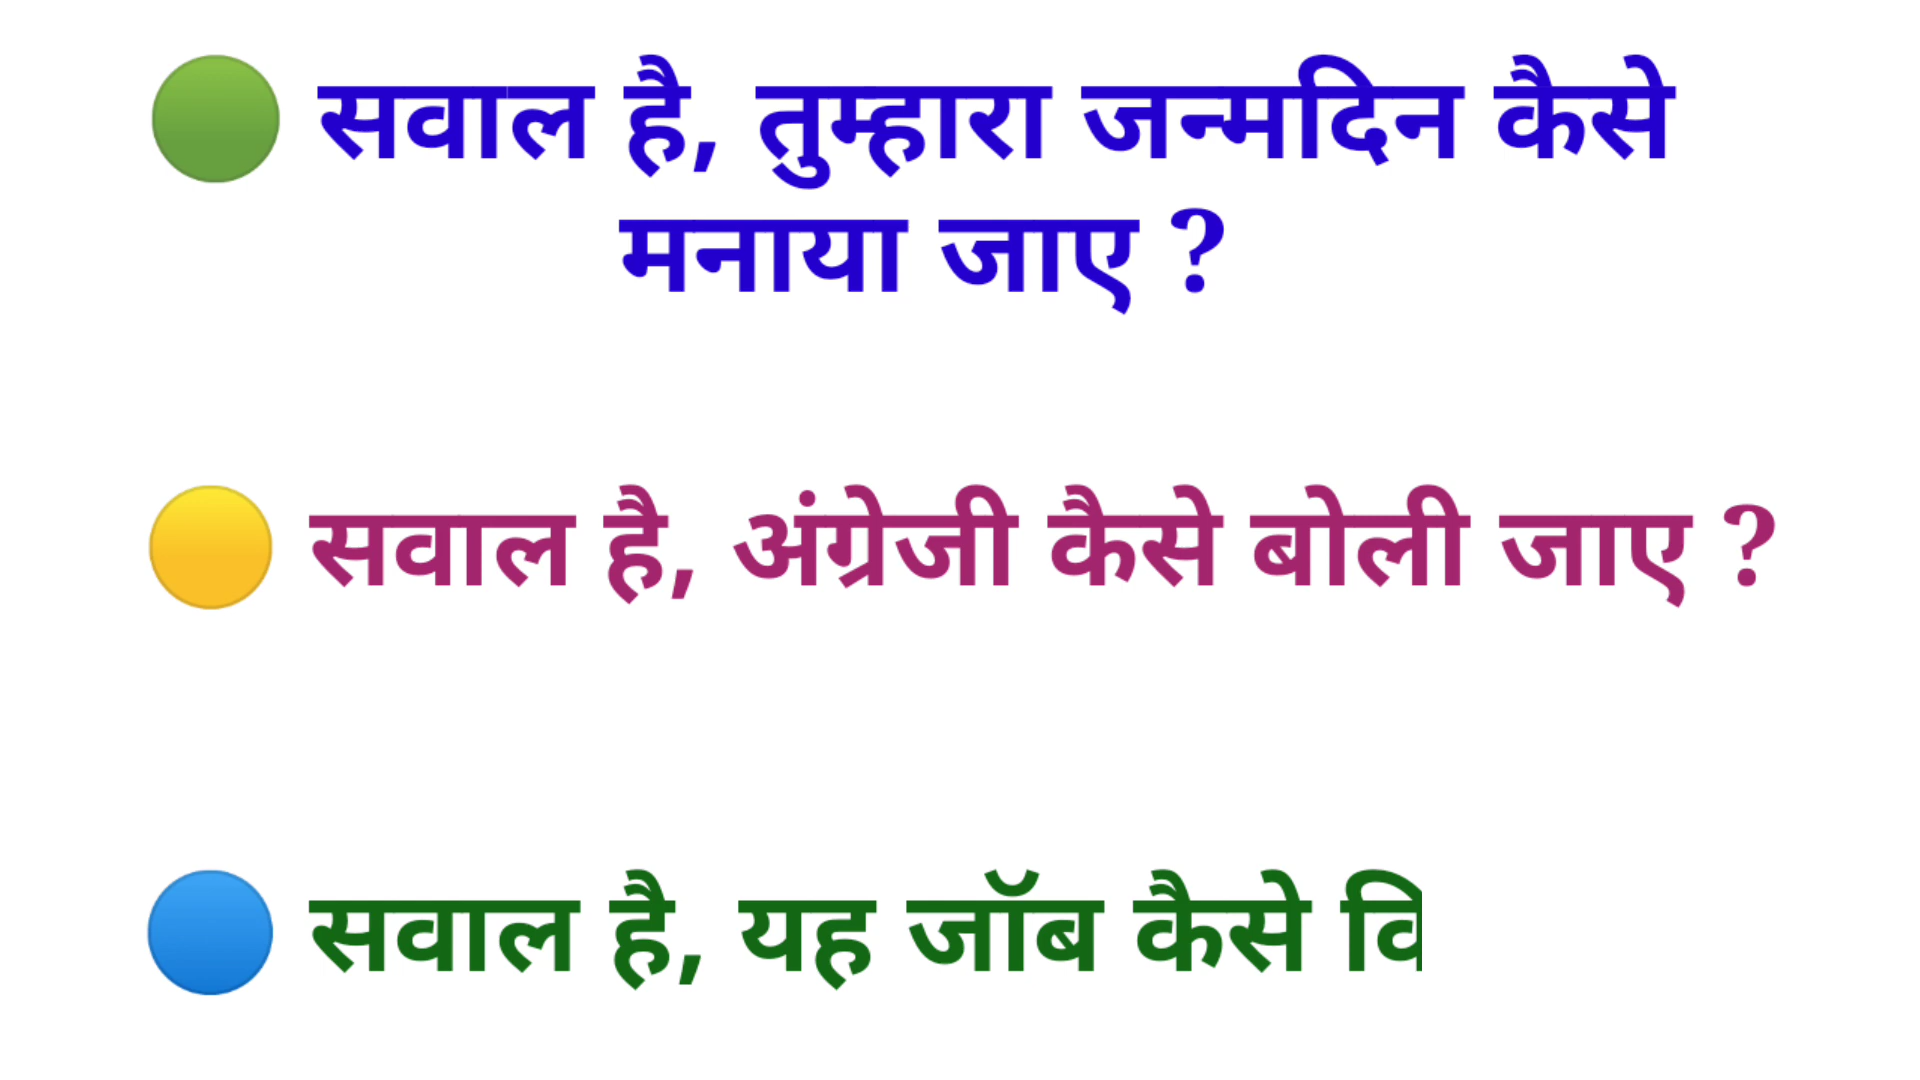 सवाल है, तुम्हारा जन्मदिन कैसे
मनाया जाए ?
सवाल है, अंग्रेजी कैसे बोली जाए ?
सवाल है, यह जॉब कैसे